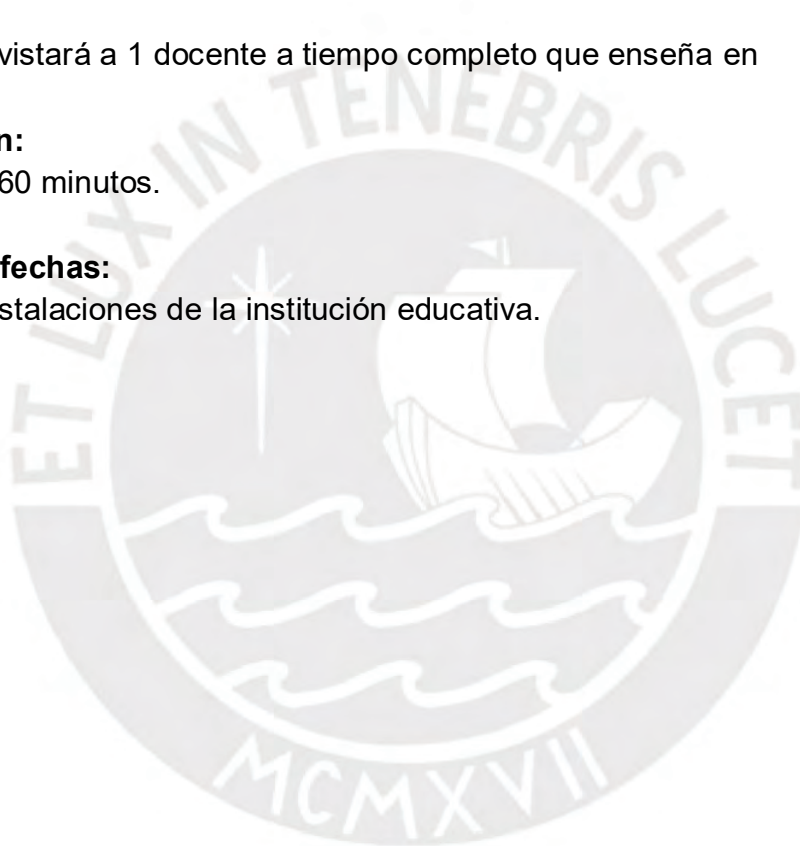 vistará a 1 docente a tiempo completo que enseña en
n:
60 minutos.
fechas:
stalaciones de la institución educativa.
ET LUX IN TENEBRIS LUCET
MCMXVII